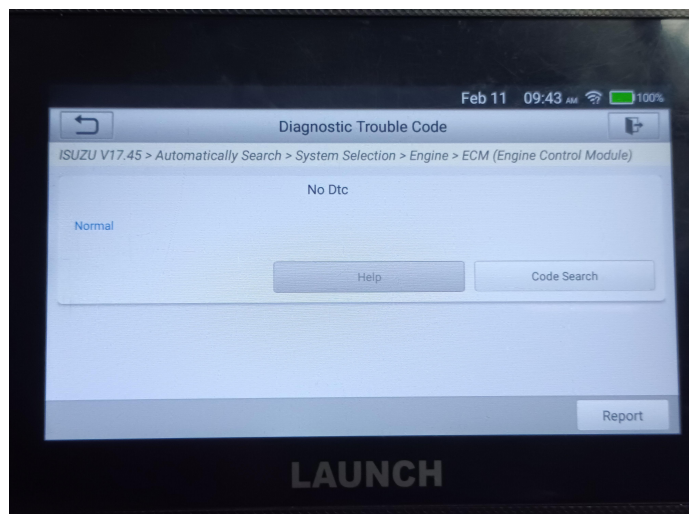 Feb 11 09:43 AM 100%
Diagnostic Trouble Code
ISUZU V17.45 > Automatically Search > System Selection > Engine > ECM (Engine Control Module)
No Dtc
Normal
Help
Code Search
Report
LAUNCH